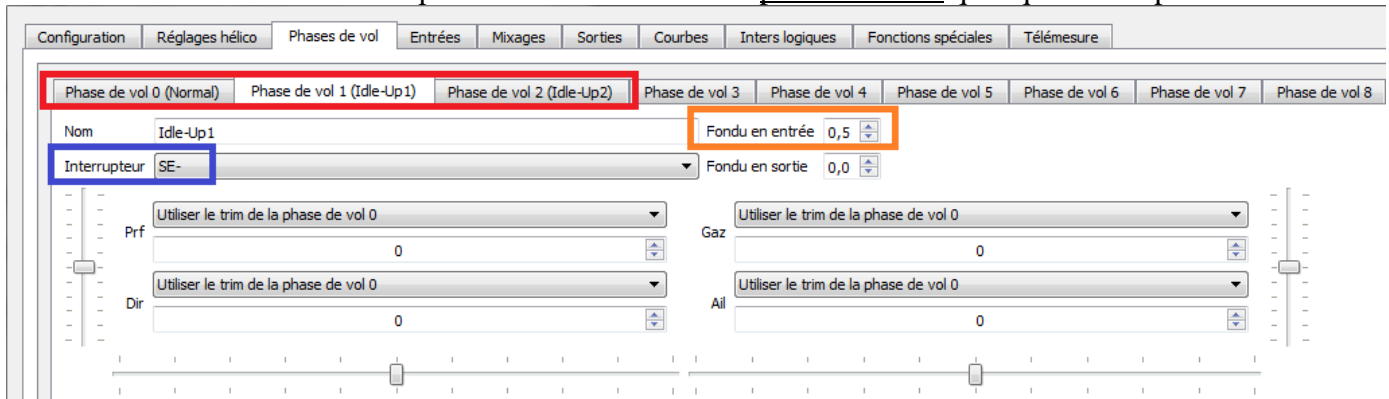 Configuration Réglages hélico Phases de vol Entrées Mixages Sorties Courbes Inters logiques Fonctions spéciales Télémesure
Phase de vol 0 (Normal) Phase de vol 1 (Idle-Up1) Phase de vol 2 (Idle-Up2) Phase de vol 3 Phase de vol 4 Phase de vol 5 Phase de vol 6 Phase de vol 7 Phase de vol 8
Nom Idle-Up1 Fondu en entrée 0,5
Interrupteur SE- Fondu en sortie 0,0
Utiliser le trim de la phase de vol 0 Utiliser le trim de la phase de vol 0
Prf Gaz
0 0
Utiliser le trim de la phase de vol 0 Utiliser le trim de la phase de vol 0
Dir Ail
0 0